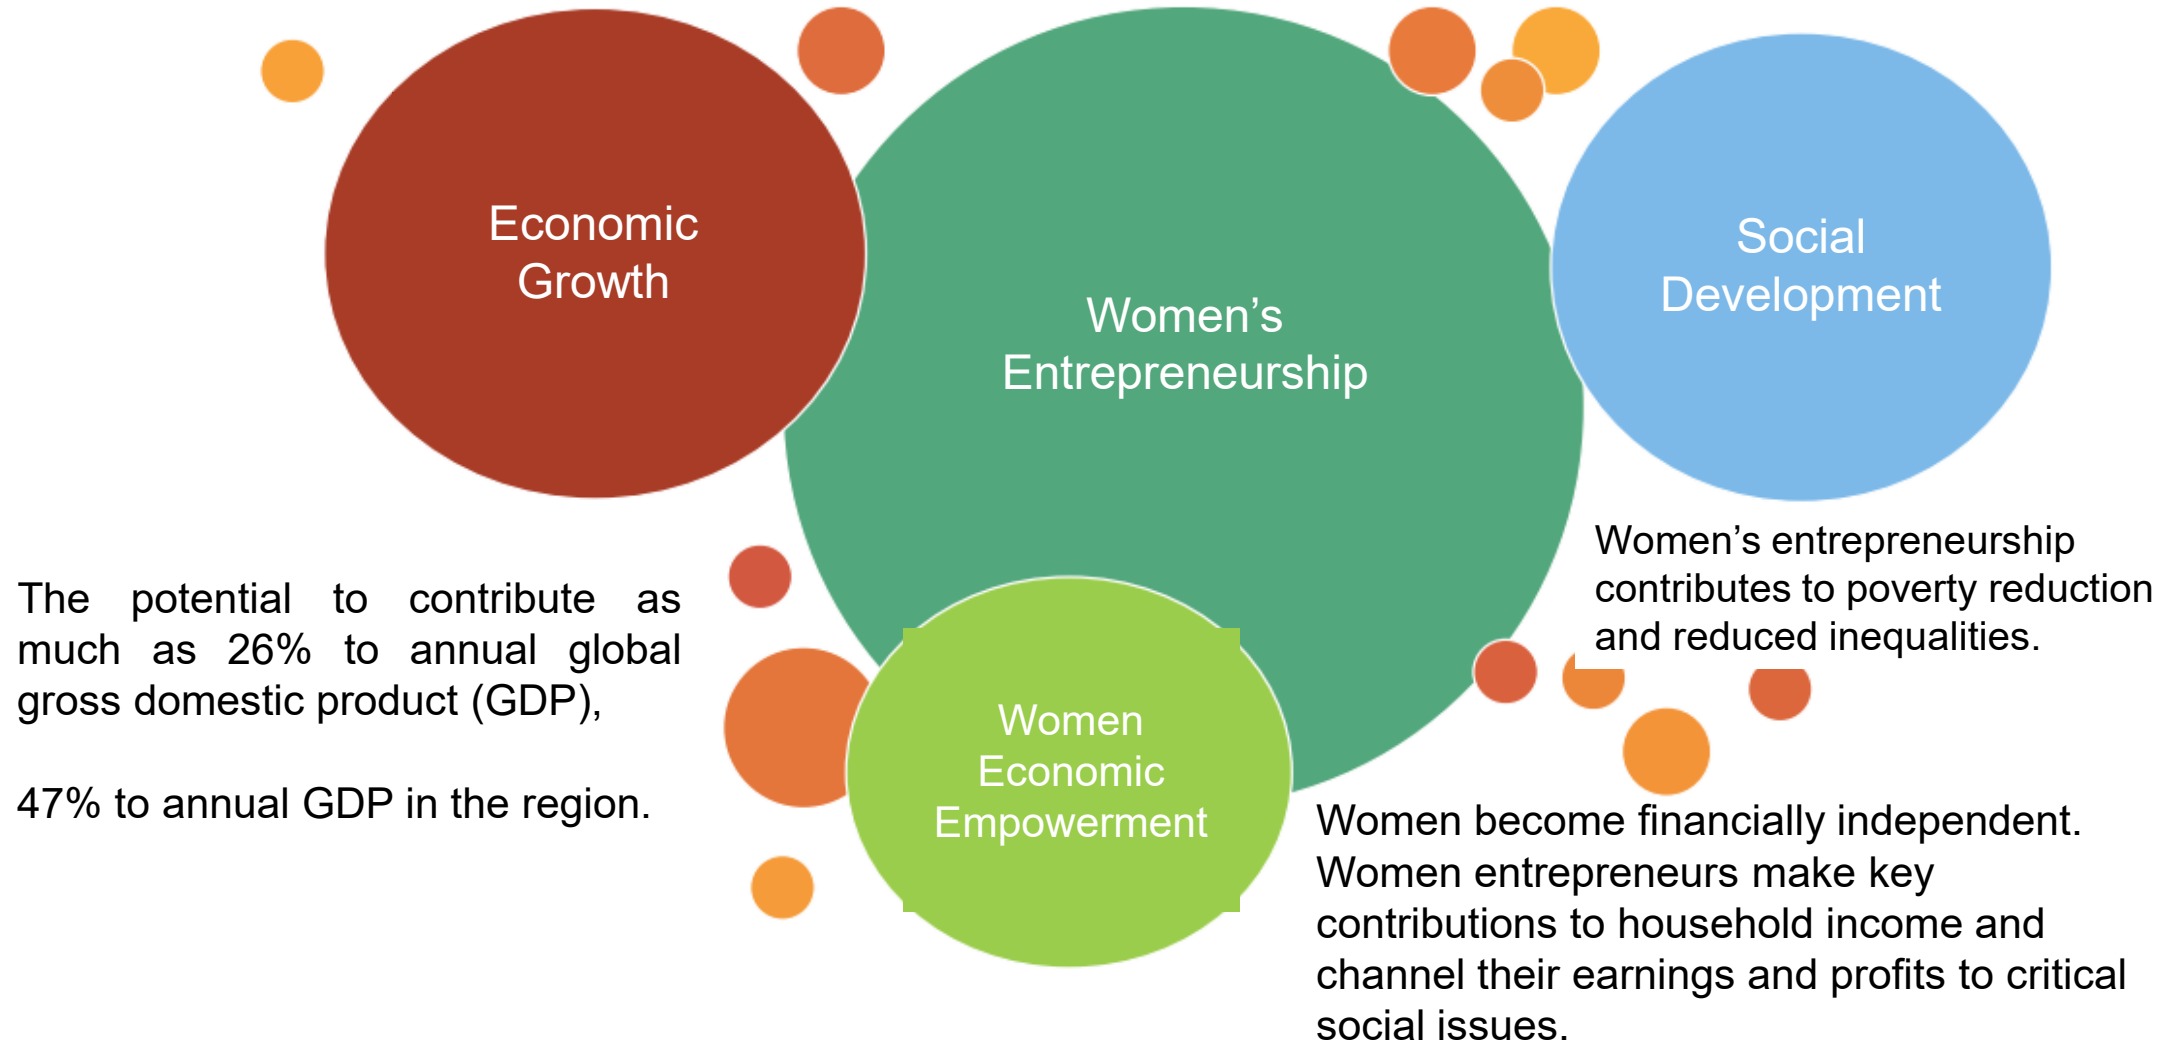 Economic
Growth
Women’s
Entrepreneurship
Social
Development
The potential to contribute as
much as 26% to annual global
gross domestic product (GDP),
47% to annual GDP in the region.
Women’s entrepreneurship
contributes to poverty reduction
and reduced inequalities.
Women
Economic
Empowerment
Women become financially independent.
Women entrepreneurs make key
contributions to household income and
channel their earnings and profits to critical
social issues.